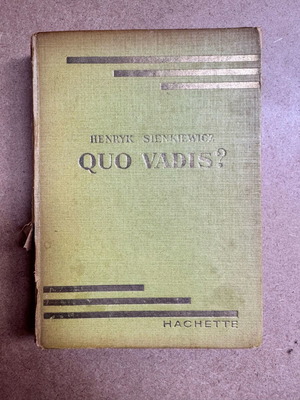 HENRYK SIENKIEWICZ
QUO VADIS?
HACHETTE